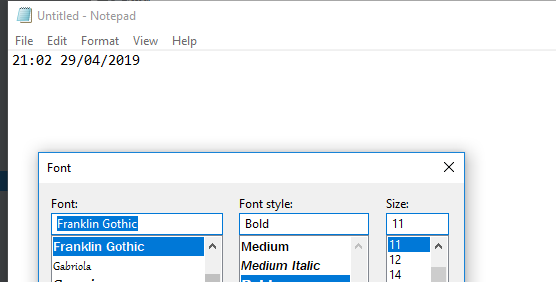 Untitled - Notepad
File Edit Format View Help
21:02 29/04/2019
Font
Font: Font style: Size:
Franklin Gothic Bold 11
Franklin Gothic Medium 11
Gabriola Medium Italic 12
14